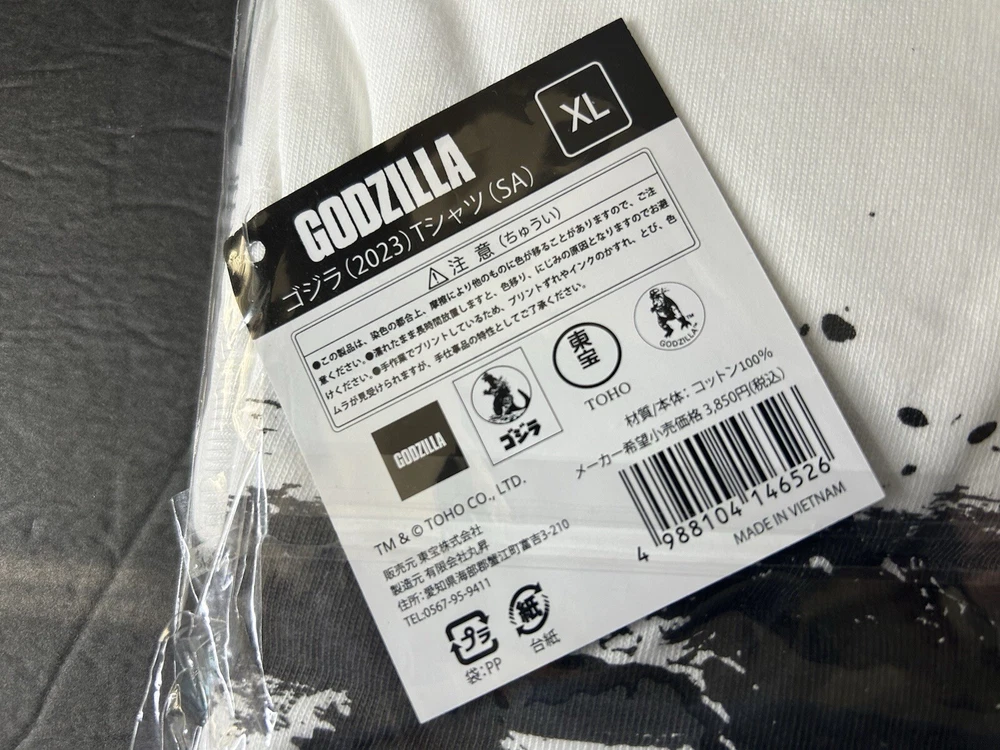 XL
GODZILLA
ゴジラ(2023)Tシャツ(SA)
注意(ちゅうい)
●この製品は、染色の都合上、摩擦により他のものに色が移ることがありますので、ご注
意ください。●濡れたまま長時間放置しますと、色移り、にじみの原因となりますのでお避
けください。●手作業でプリントしているため、プリントずれやインクのかすれ、とび、色
ムラが見受けられますが、手仕事品の特性としてご了承ください。
GODZILLA
ゴジラ
東宝
TOHO
GODZILLA™
TM & © TOHO CO., LTD.
販売元 東宝株式会社
製造元 有限会社丸昇
住所:愛知県海部郡蟹江町富吉3-210
TEL:0567-95-9411
プラ
袋:PP
紙
台紙
材質/本体: コットン100%
メーカー希望小売価格 3,850円(税込)
4 988104 146526
MADE IN VIETNAM